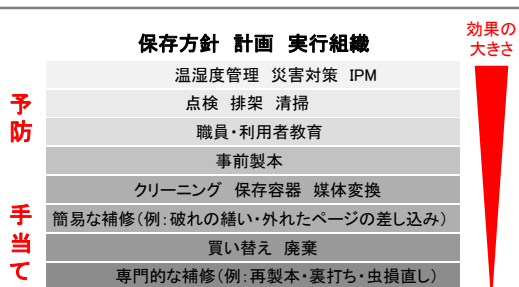 保存方針 計画 実行組織
効果の
大きさ
温湿度管理 災害対策 IPM
点検 排架 清掃
職員・利用者教育
事前製本
クリーニング 保存容器 媒体変換
簡易な補修(例:破れの繕い・外れたページの差し込み)
買い替え 廃棄
専門的な補修(例:再製本・裏打ち・虫損直し)
予防
手当て